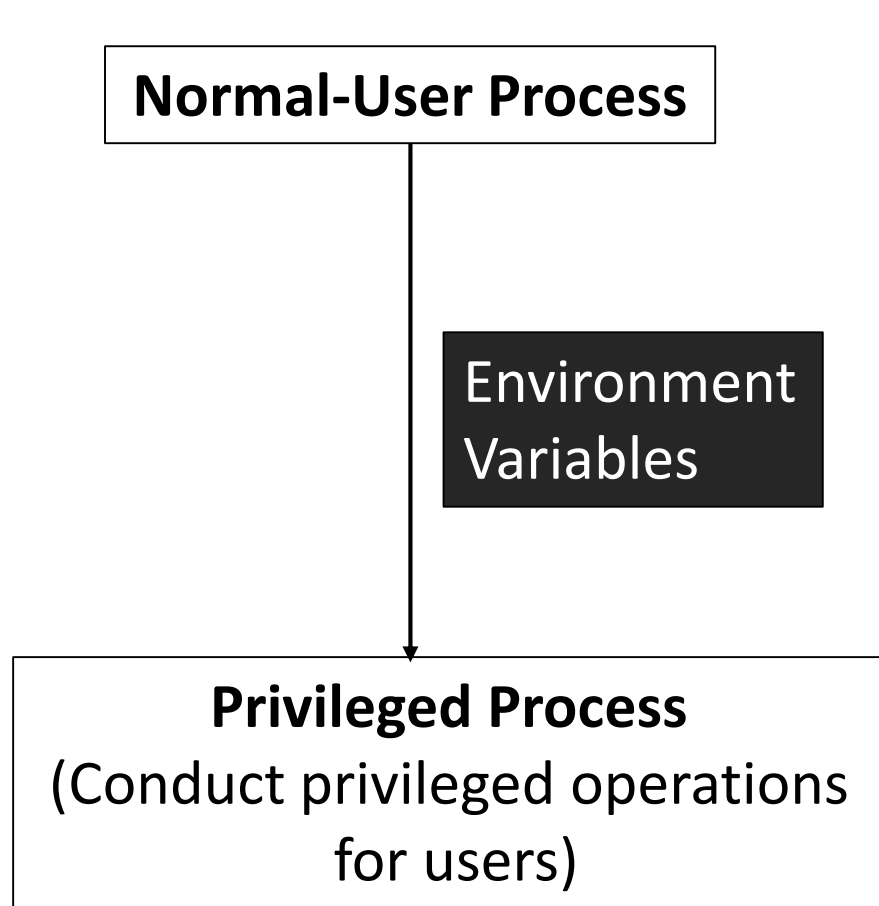 Normal-User Process
Environment
Variables
Privileged Process
(Conduct privileged operations
for users)